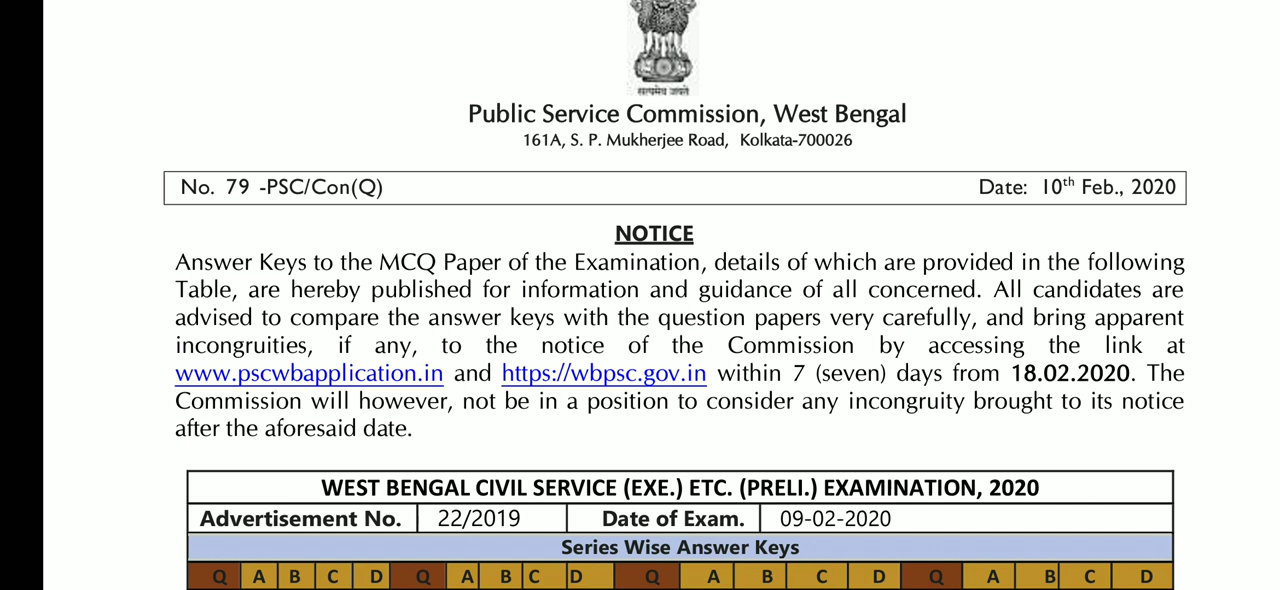 सत्यमेव जयते
Public Service Commission, West Bengal
161A, S. P. Mukherjee Road, Kolkata-700026
No. 79 -PSC/Con(Q) Date: 10th Feb., 2020
NOTICE
Answer Keys to the MCQ Paper of the Examination, details of which are provided in the following
Table, are hereby published for information and guidance of all concerned. All candidates are
advised to compare the answer keys with the question papers very carefully, and bring apparent
incongruities, if any, to the notice of the Commission by accessing the link at
www.pscwbapplication.in and https://wbpsc.gov.in within 7 (seven) days from 18.02.2020. The
Commission will however, not be in a position to consider any incongruity brought to its notice
after the aforesaid date.
WEST BENGAL CIVIL SERVICE (EXE.) ETC. (PRELI.) EXAMINATION, 2020
Advertisement No. 22/2019 Date of Exam. 09-02-2020
Series Wise Answer Keys
Q A B C D Q A B C D Q A B C D Q A B C D